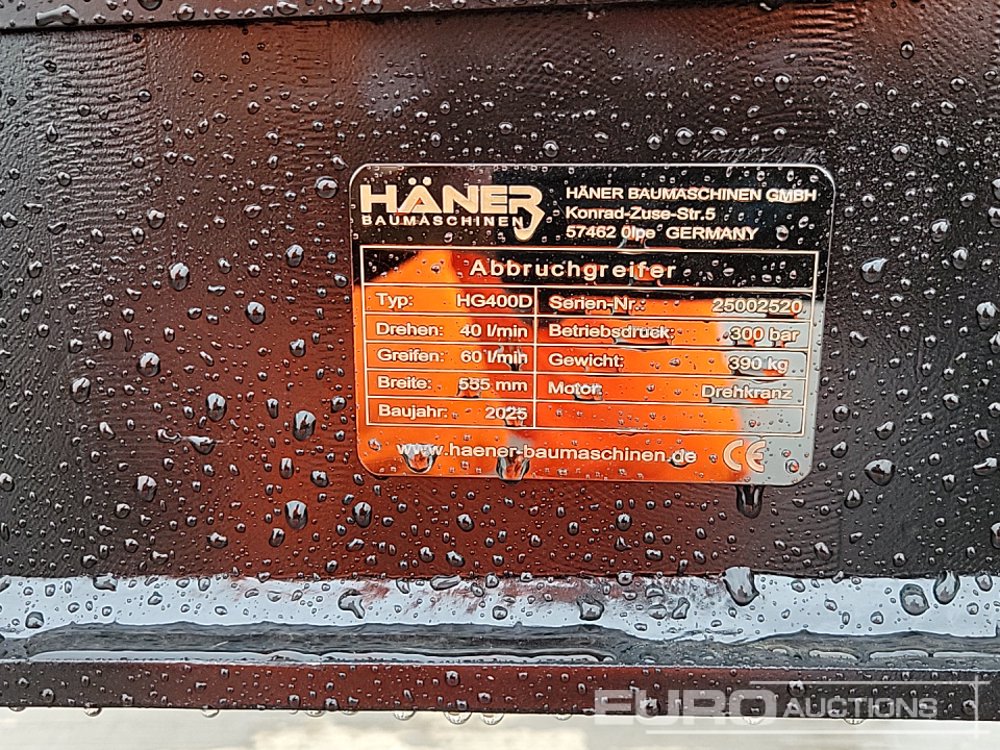 HÄNER
BAUMASCHINEN
HÄNER BAUMASCHINEN GMBH
Konrad-Zuse-Str.5
57462 Olpe GERMANY
Abbruchgreifer
Typ: HG400D Serien-Nr.: 25002520
Drehen: 40 l/min Betriebsdruck: 300 bar
Greifen: 60 l/min Gewicht: 390 kg
Breite: 555 mm Motor: Drehkranz
Baujahr: 2025
www.haener-baumaschinen.de CE
EURO AUCTIONS